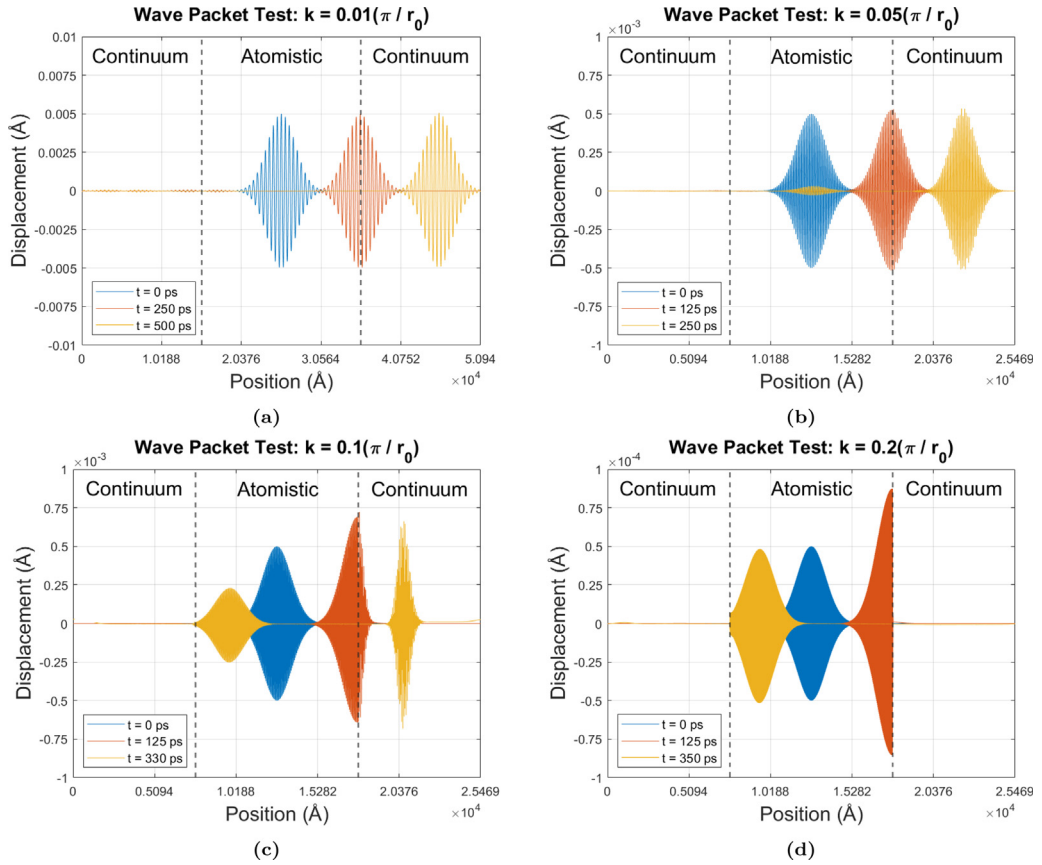 Wave Packet Test: k = 0.01(π / r₀)
Continuum Atomistic Continuum
Displacement (Å)
0.01
0.0075
0.005
0.0025
0
-0.0025
-0.005
-0.0075
-0.01
t = 0 ps
t = 250 ps
t = 500 ps
0 1.0188 2.0376 3.0564 4.0752 5.094
×10⁴
Position (Å)
(a)
Wave Packet Test: k = 0.05(π / r₀)
×10⁻³
Continuum Atomistic Continuum
Displacement (Å)
1
0.75
0.5
0.25
0
-0.25
-0.5
-0.75
-1
t = 0 ps
t = 125 ps
t = 250 ps
0 0.5094 1.0188 1.5282 2.0376 2.5469
×10⁴
Position (Å)
(b)
Wave Packet Test: k = 0.1(π / r₀)
×10⁻³
Continuum Atomistic Continuum
Displacement (Å)
1
0.75
0.5
0.25
0
-0.25
-0.5
-0.75
-1
t = 0 ps
t = 125 ps
t = 330 ps
0 0.5094 1.0188 1.5282 2.0376 2.5469
×10⁴
Position (Å)
(c)
Wave Packet Test: k = 0.2(π / r₀)
×10⁻⁴
Continuum Atomistic Continuum
Displacement (Å)
1
0.75
0.5
0.25
0
-0.25
-0.5
-0.75
-1
t = 0 ps
t = 125 ps
t = 350 ps
0 0.5094 1.0188 1.5282 2.0376 2.5469
×10⁴
Position (Å)
(d)